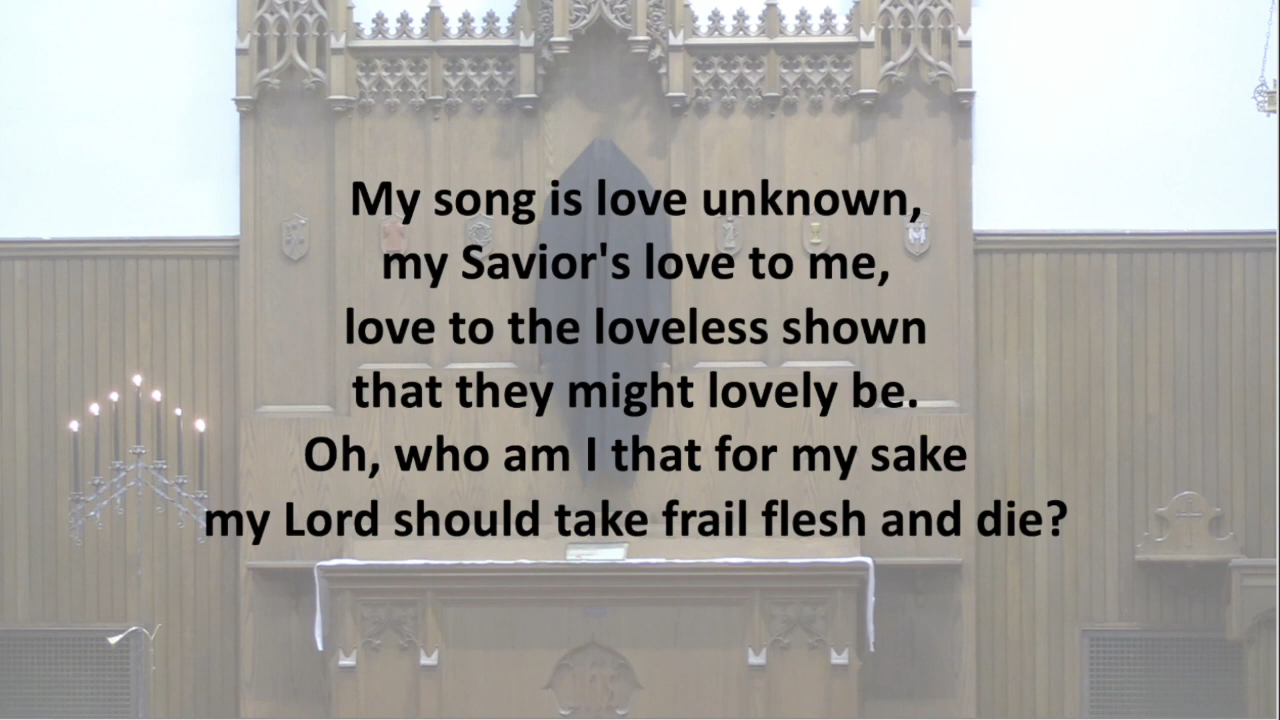 My song is love unknown,
my Savior's love to me,
love to the loveless shown
that they might lovely be.
Oh, who am I that for my sake
my Lord should take frail flesh and die?
IHS